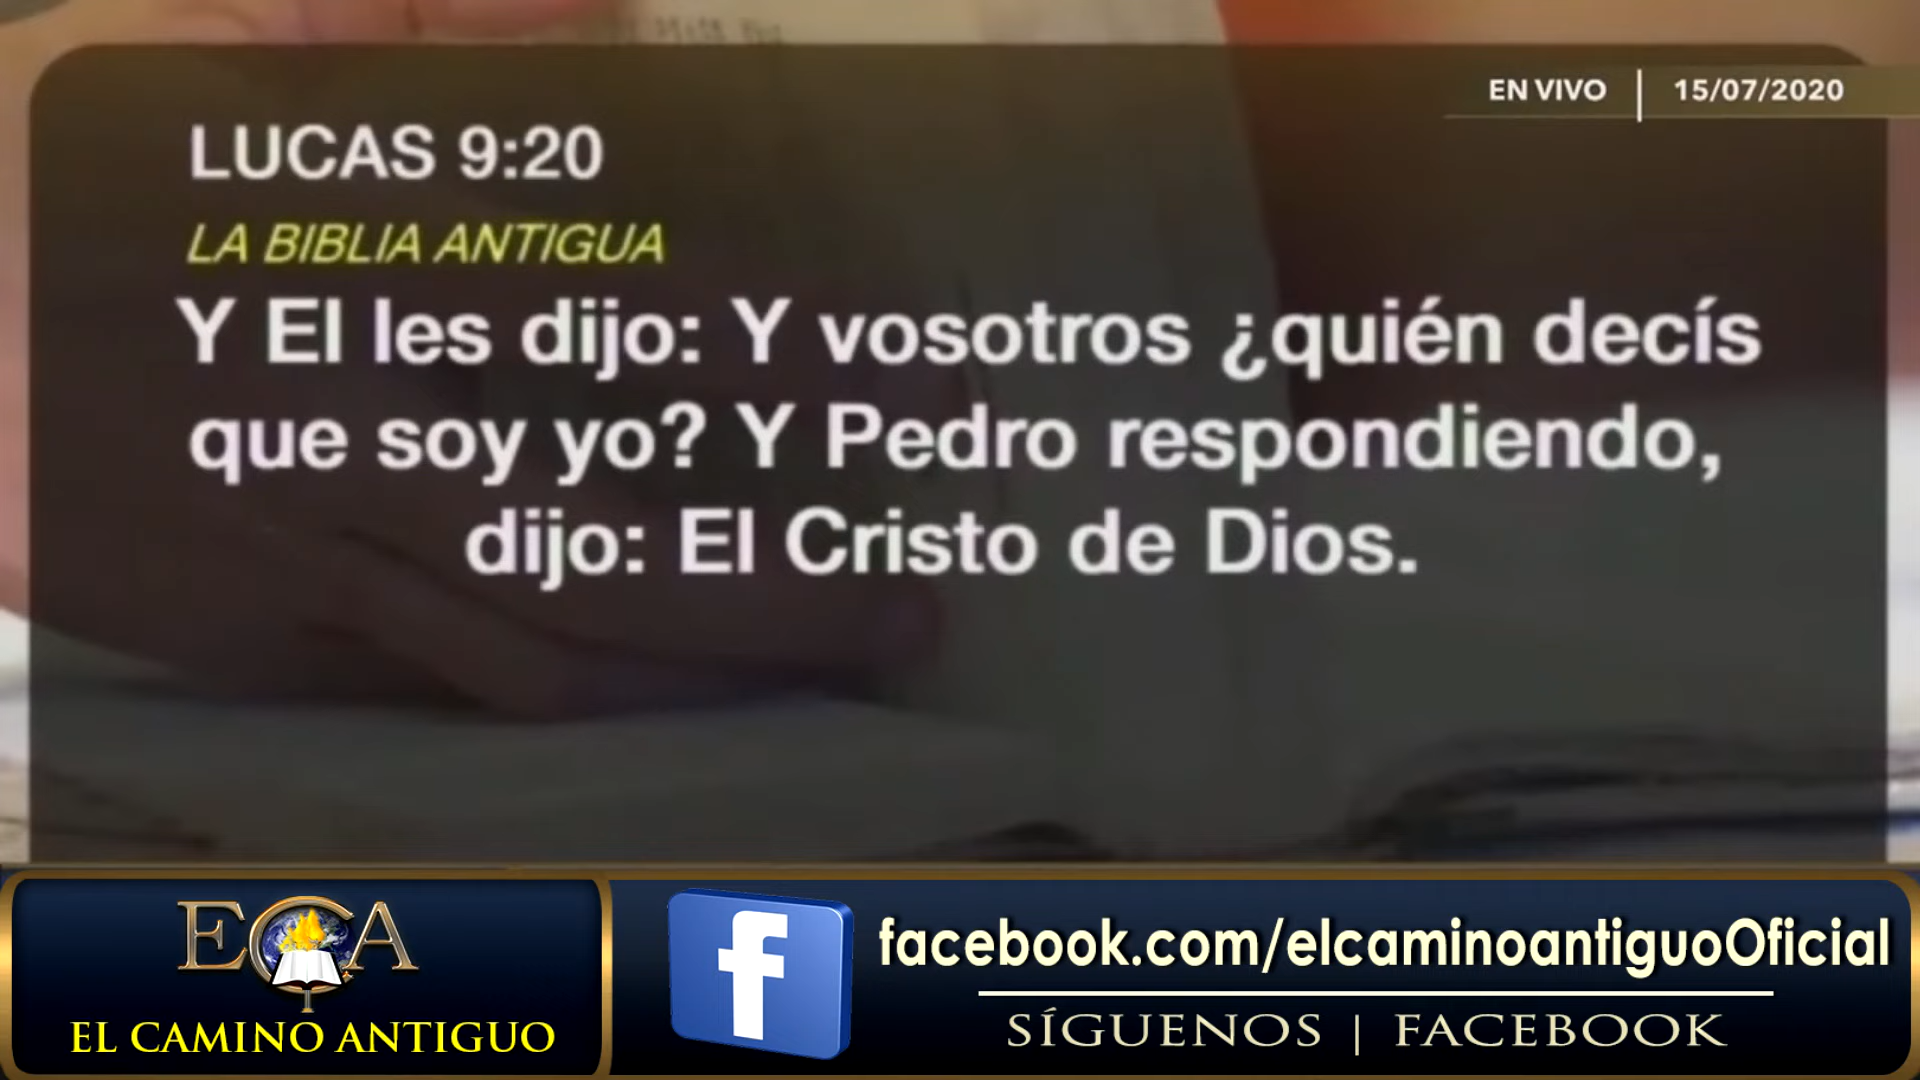 EN VIVO | 15/07/2020
LUCAS 9:20
LA BIBLIA ANTIGUA
Y El les dijo: Y vosotros ¿quién decís
que soy yo? Y Pedro respondiendo,
dijo: El Cristo de Dios.
ECA
EL CAMINO ANTIGUO
facebook.com/elcaminoantiguoOficial
SÍGUENOS | FACEBOOK